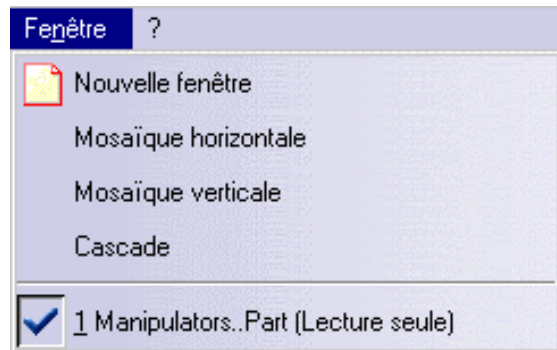 Fenêtre ?
Nouvelle fenêtre
Mosaïque horizontale
Mosaïque verticale
Cascade
1 Manipulators..Part (Lecture seule)